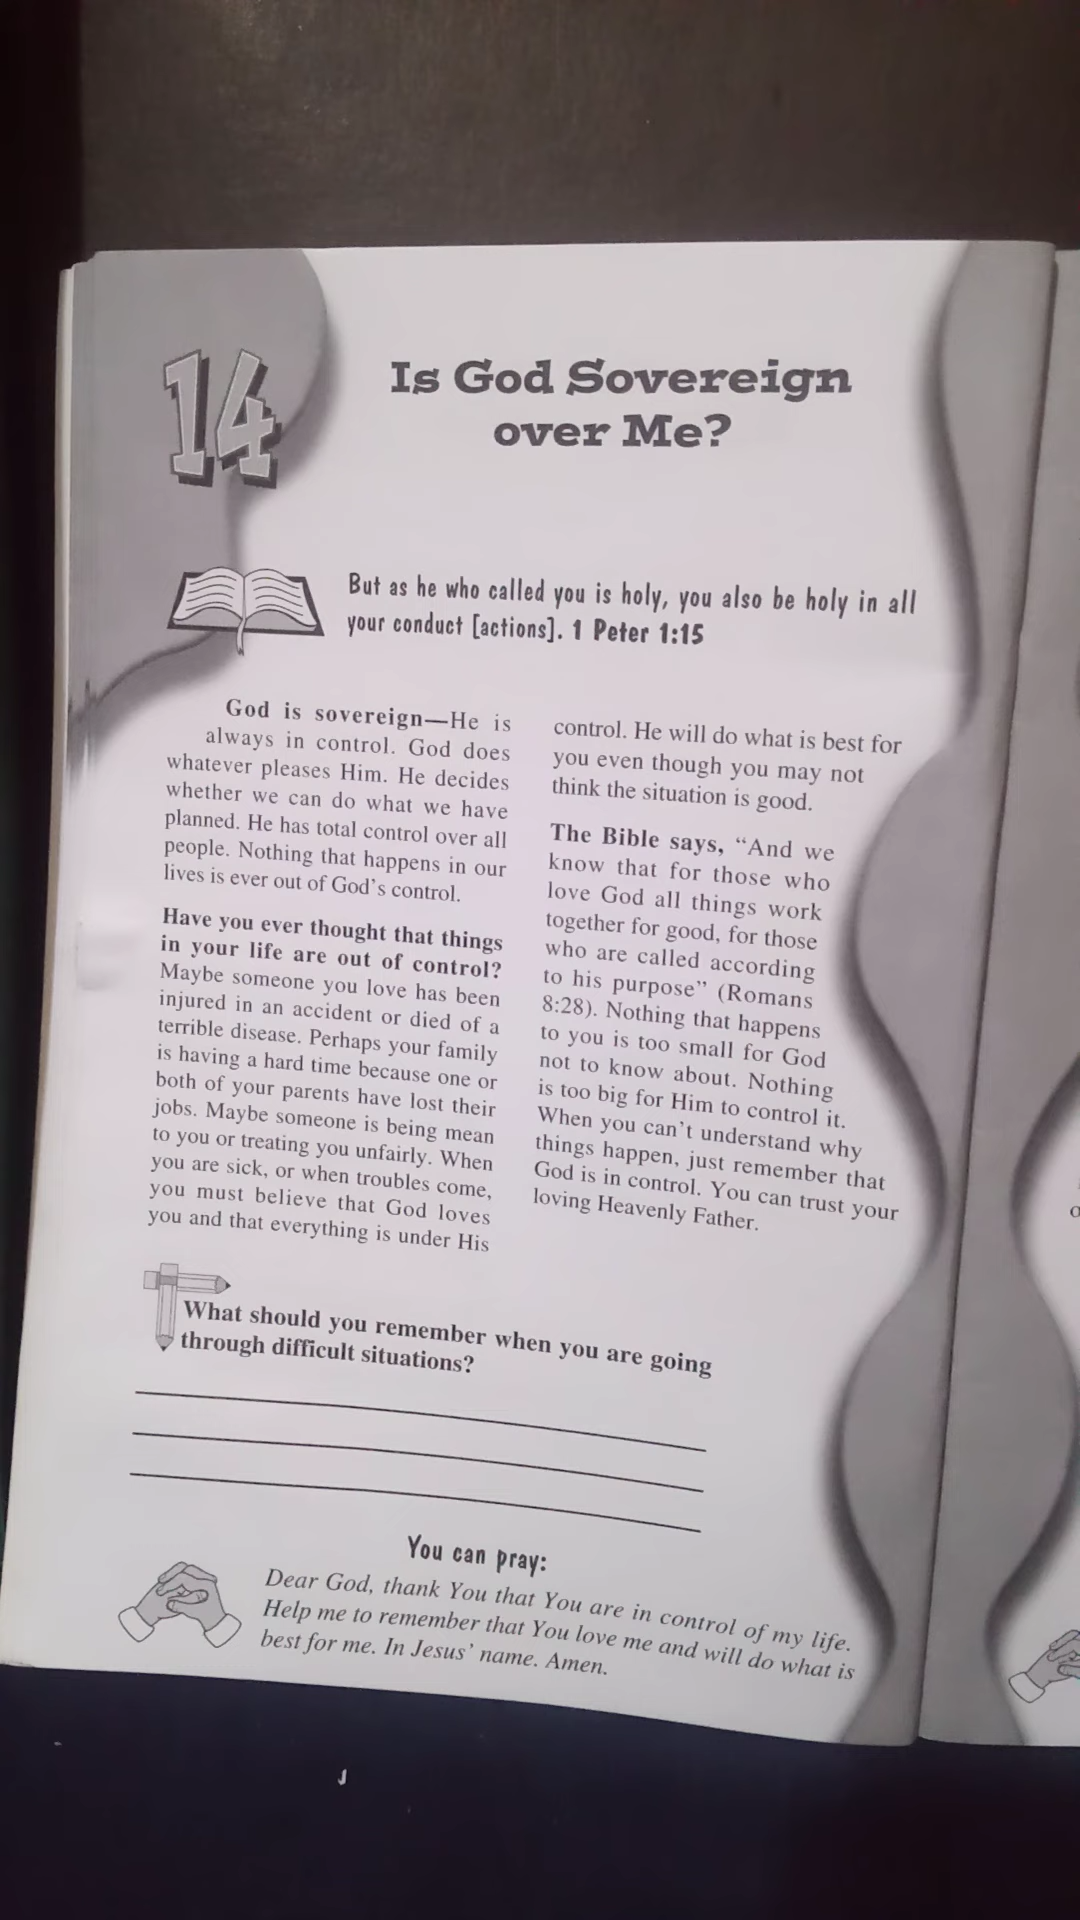 14
Is God Sovereign
over Me?
But as he who called you is holy, you also be holy in all
your conduct [actions]. 1 Peter 1:15
God is sovereign—He is
always in control. God does
whatever pleases Him. He decides
whether we can do what we have
planned. He has total control over all
people. Nothing that happens in our
lives is ever out of God's control.
Have you ever thought that things
in your life are out of control?
Maybe someone you love has been
injured in an accident or died of a
terrible disease. Perhaps your family
is having a hard time because one or
both of your parents have lost their
jobs. Maybe someone is being mean
to you or treating you unfairly. When
you are sick, or when troubles come,
you must believe that God loves
you and that everything is under His
control. He will do what is best for
you even though you may not
think the situation is good.
The Bible says, “And we
know that for those who
love God all things work
together for good, for those
who are called according
to his purpose” (Romans
8:28). Nothing that happens
to you is too small for God
not to know about. Nothing
is too big for Him to control it.
When you can't understand why
things happen, just remember that
God is in control. You can trust your
loving Heavenly Father.
What should you remember when you are going
through difficult situations?
You can pray:
Dear God, thank You that You are in control of my life.
Help me to remember that You love me and will do what is
best for me. In Jesus' name. Amen.